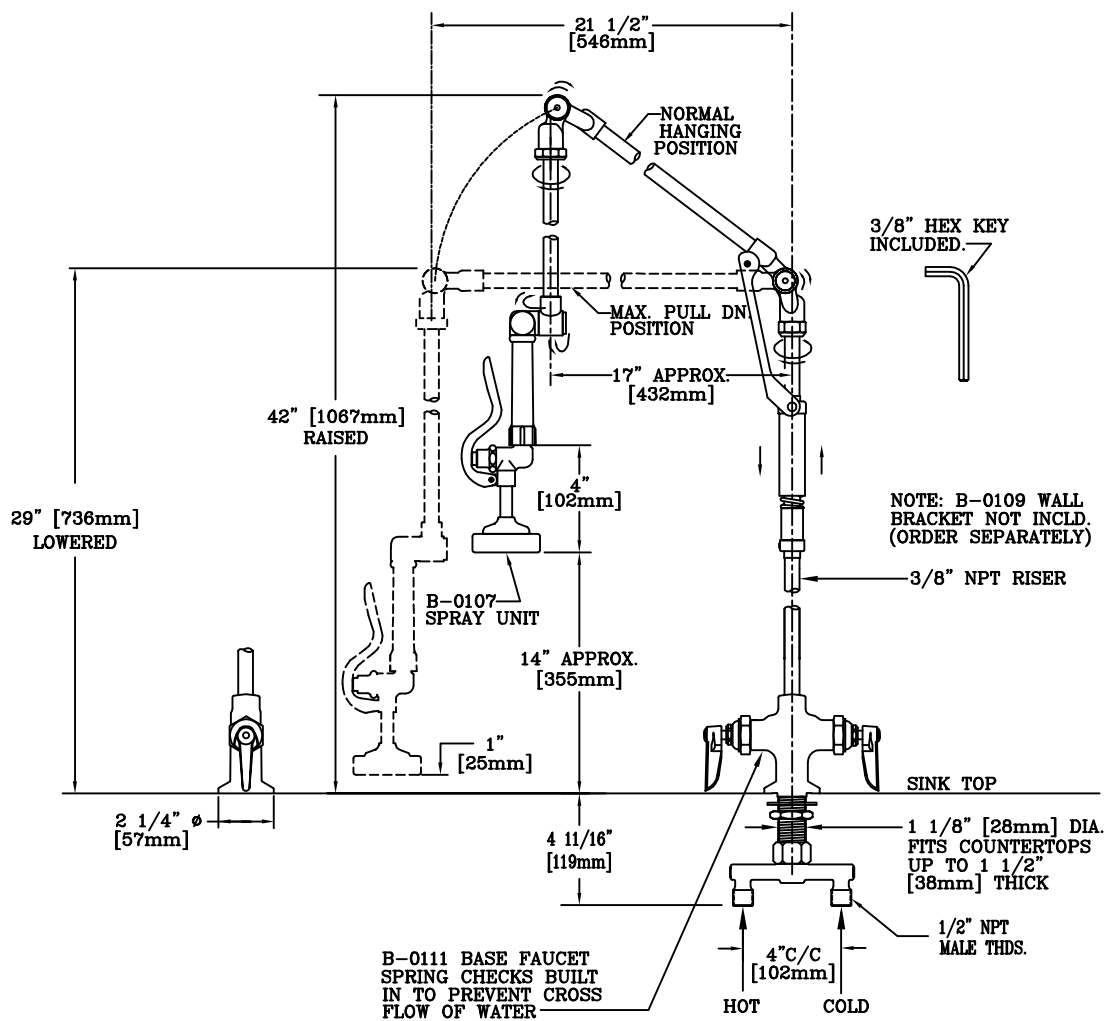 21 1/2"
[546mm]
NORMAL
HANGING
POSITION
3/8" HEX KEY
INCLUDED.
MAX. PULL DN.
POSITION
17" APPROX.
[432mm]
42" [1067mm]
RAISED
4"
[102mm]
29" [736mm]
LOWERED
NOTE: B-0109 WALL
BRACKET NOT INCLD.
(ORDER SEPARATELY)
3/8" NPT RISER
B-0107
SPRAY UNIT
14" APPROX.
[355mm]
1"
[25mm]
SINK TOP
2 1/4" ø
[57mm]
4 11/16"
[119mm]
1 1/8" [28mm] DIA.
FITS COUNTERTOPS
UP TO 1 1/2"
[38mm] THICK
1/2" NPT
MALE THDS.
B-0111 BASE FAUCET
SPRING CHECKS BUILT
IN TO PREVENT CROSS
FLOW OF WATER
4"C/C
[102mm]
HOT
COLD